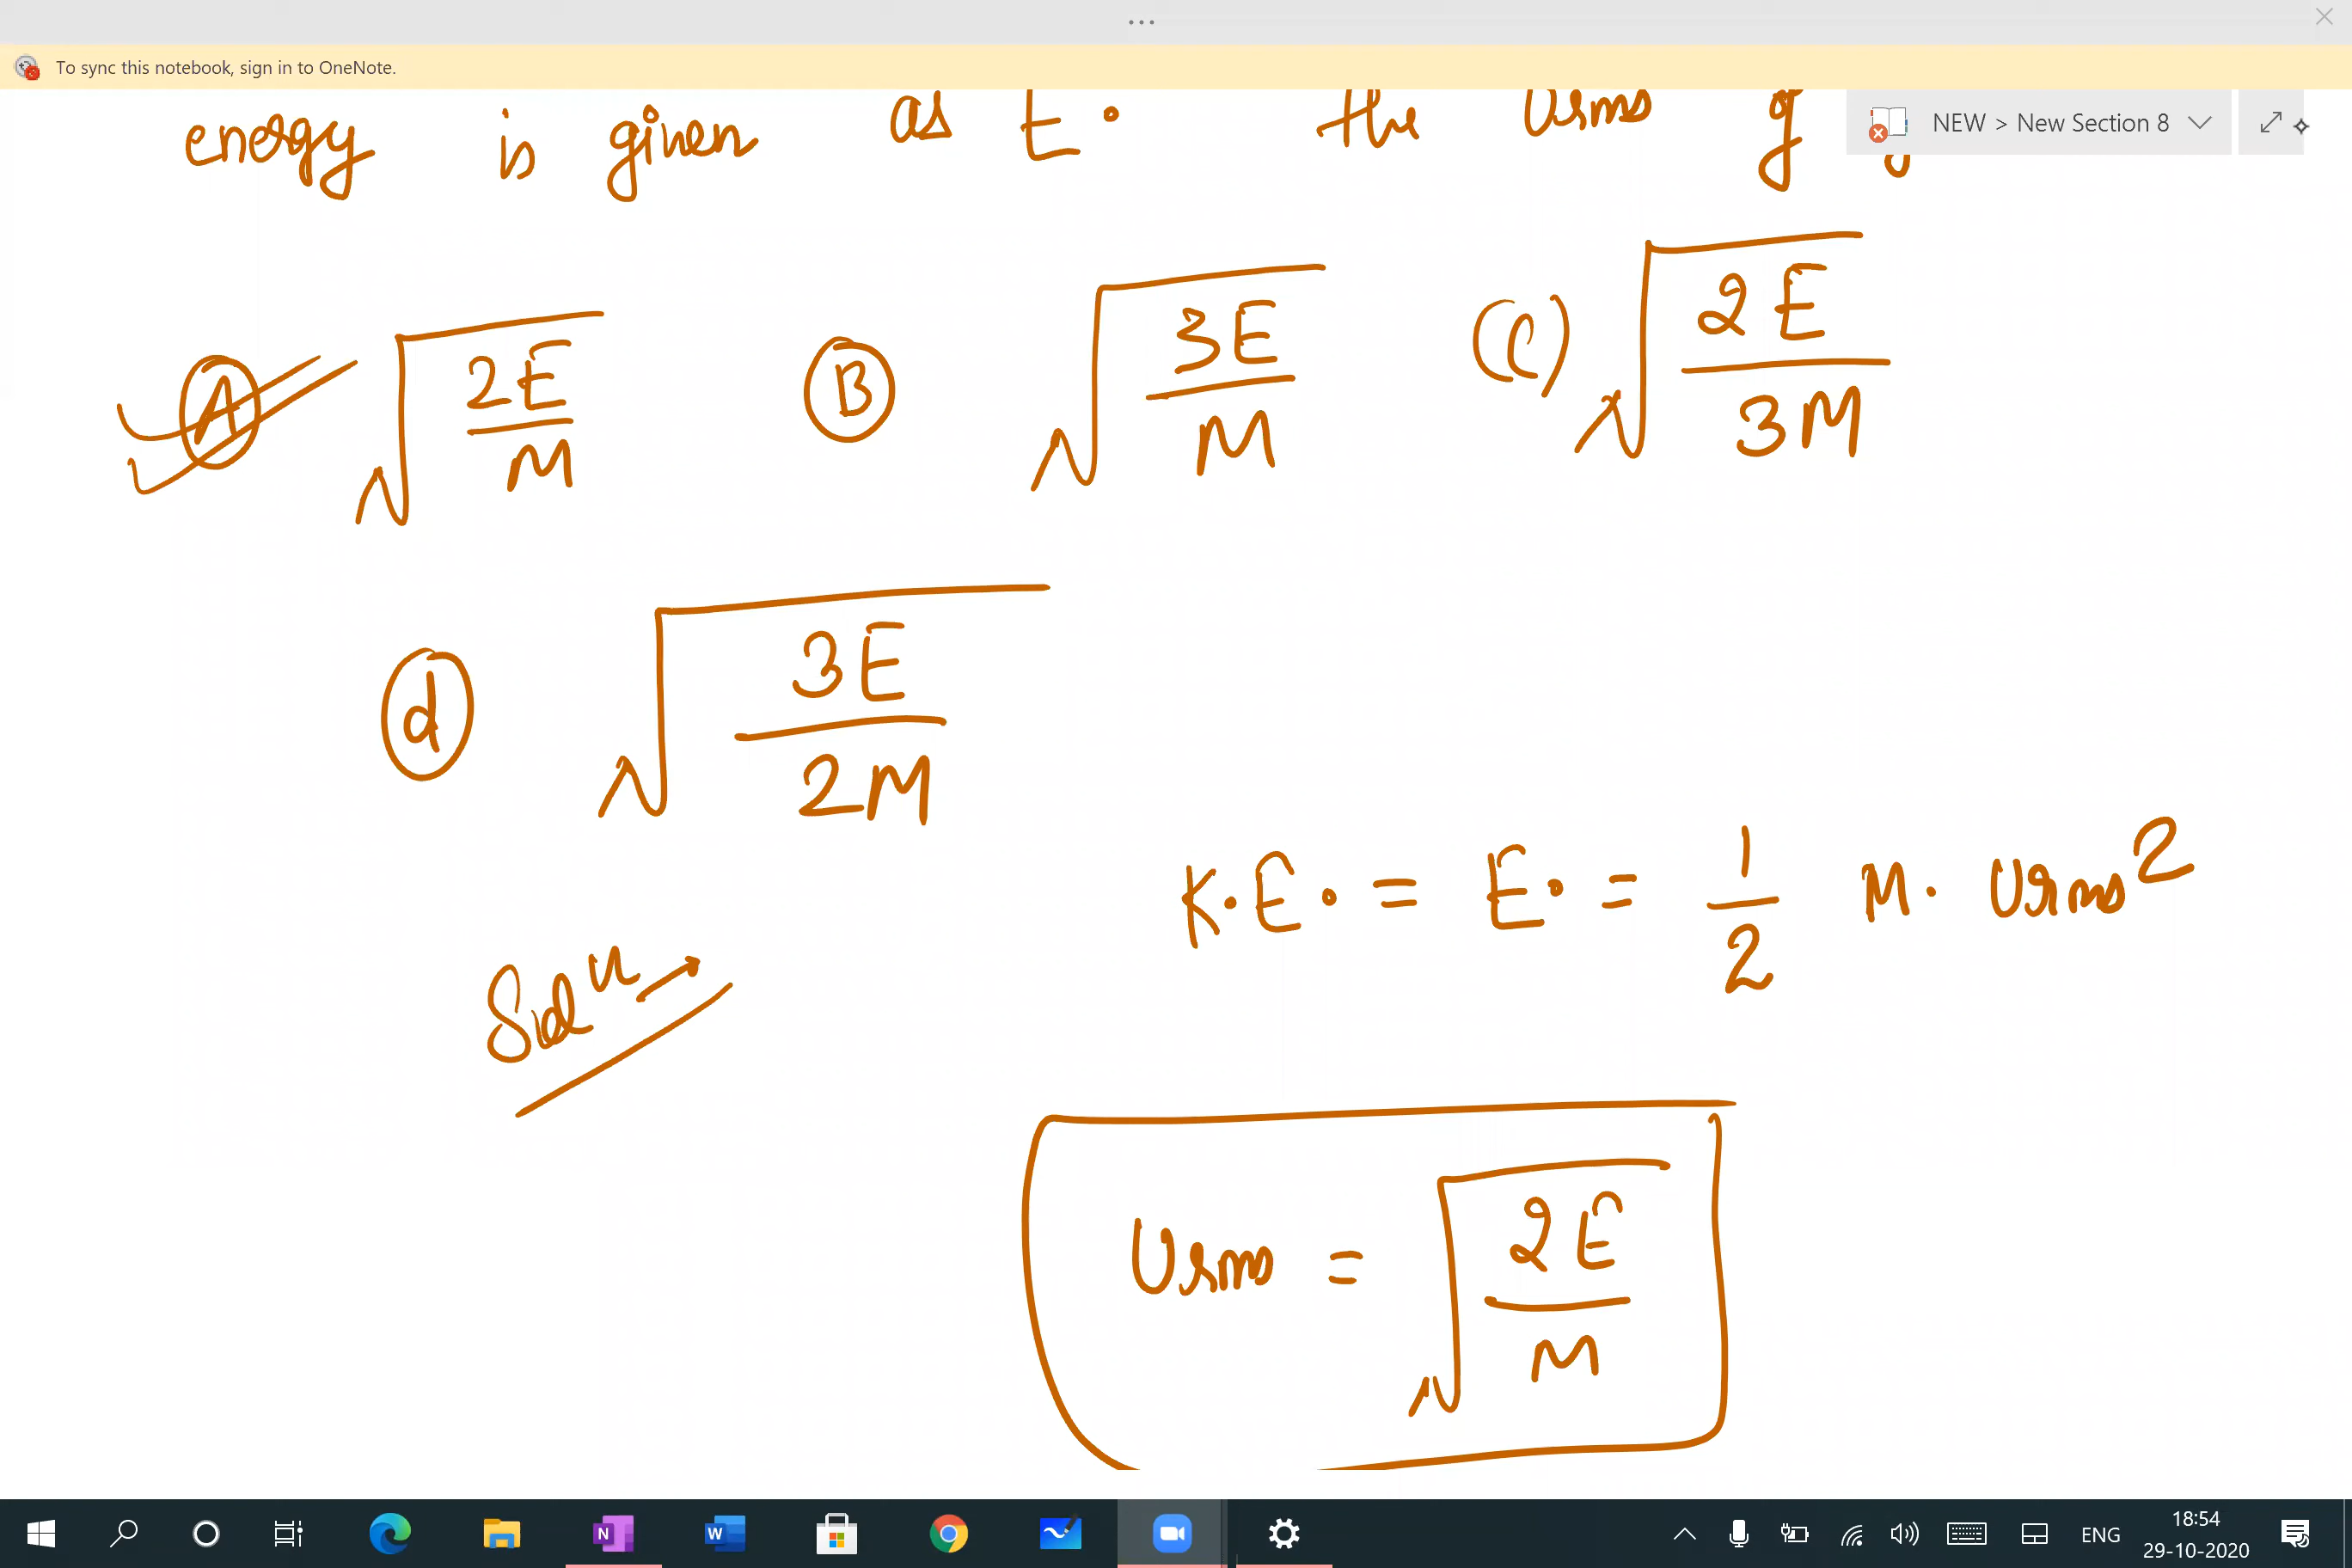 To sync this notebook, sign in to OneNote.
NEW > New Section 8
energy is given as E. the Urms of
A √(2E/M) B √(3E/M) (C) √(2E/3M)
d √(3E/2M)
K.E. = E. = 1/2 M. Urms²
Solⁿ →
Urms = √(2E/M)
N W ENG 18:54
29-10-2020